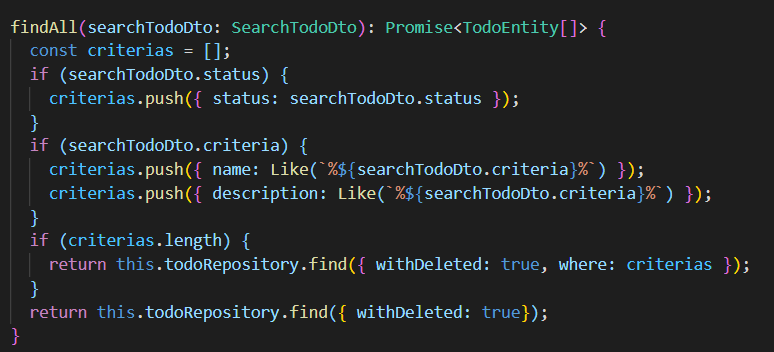 findAll(searchTodoDto: SearchTodoDto): Promise<TodoEntity[]> {
  const criterias = [];
  if (searchTodoDto.status) {
    criterias.push({ status: searchTodoDto.status });
  }
  if (searchTodoDto.criteria) {
    criterias.push({ name: Like(`%${searchTodoDto.criteria}%`) });
    criterias.push({ description: Like(`%${searchTodoDto.criteria}%`) });
  }
  if (criterias.length) {
    return this.todoRepository.find({ withDeleted: true, where: criterias });
  }
  return this.todoRepository.find({ withDeleted: true});
}